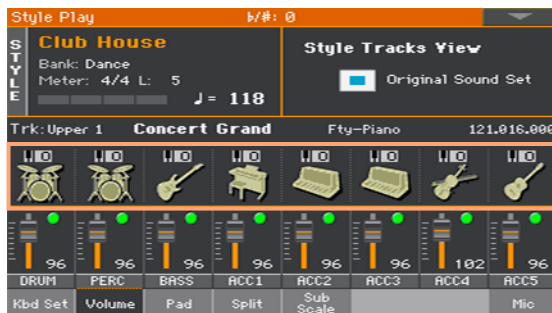 Style Play ♭/♯: 0
STYLE
Club House
Bank: Dance
Meter: 4/4 L: 5
♩= 118
Style Tracks View
Original Sound Set
Trk: Upper 1 Concert Grand Fty-Piano 121.016.000
96 96 96 96 96 96 102 96
DRUM PERC BASS ACC1 ACC2 ACC3 ACC4 ACC5
Kbd Set Volume Pad Split Sub Scale Mic